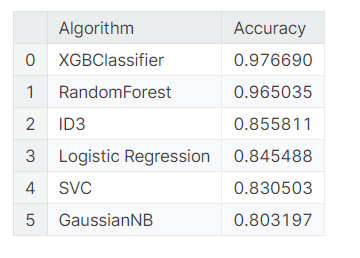 Algorithm Accuracy
0 XGBClassifier 0.976690
1 RandomForest 0.965035
2 ID3 0.855811
3 Logistic Regression 0.845488
4 SVC 0.830503
5 GaussianNB 0.803197